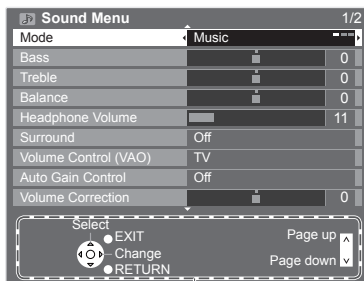 Sound Menu 1/2
Mode Music
Bass 0
Treble 0
Balance 0
Headphone Volume 11
Surround Off
Volume Control (VAO) TV
Auto Gain Control Off
Volume Correction 0
Select
EXIT
Change
RETURN
Page up
Page down